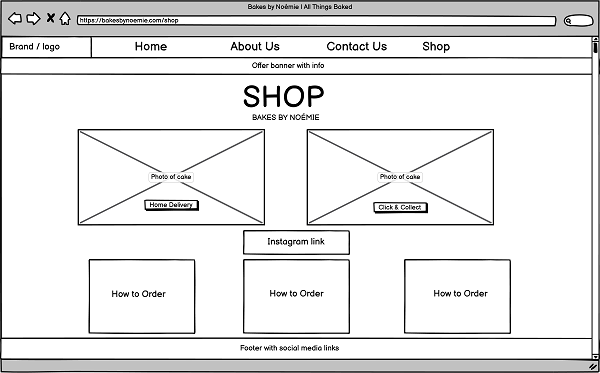 Bakes by Noémie | All Things Baked
https://bakesbynoemie.com/shop
Brand / logo
Home
About Us
Contact Us
Shop
Offer banner with info
SHOP
BAKES BY NOÉMIE
Photo of cake
Home Delivery
Photo of cake
Click & Collect
Instagram link
How to Order
How to Order
How to Order
Footer with social media links